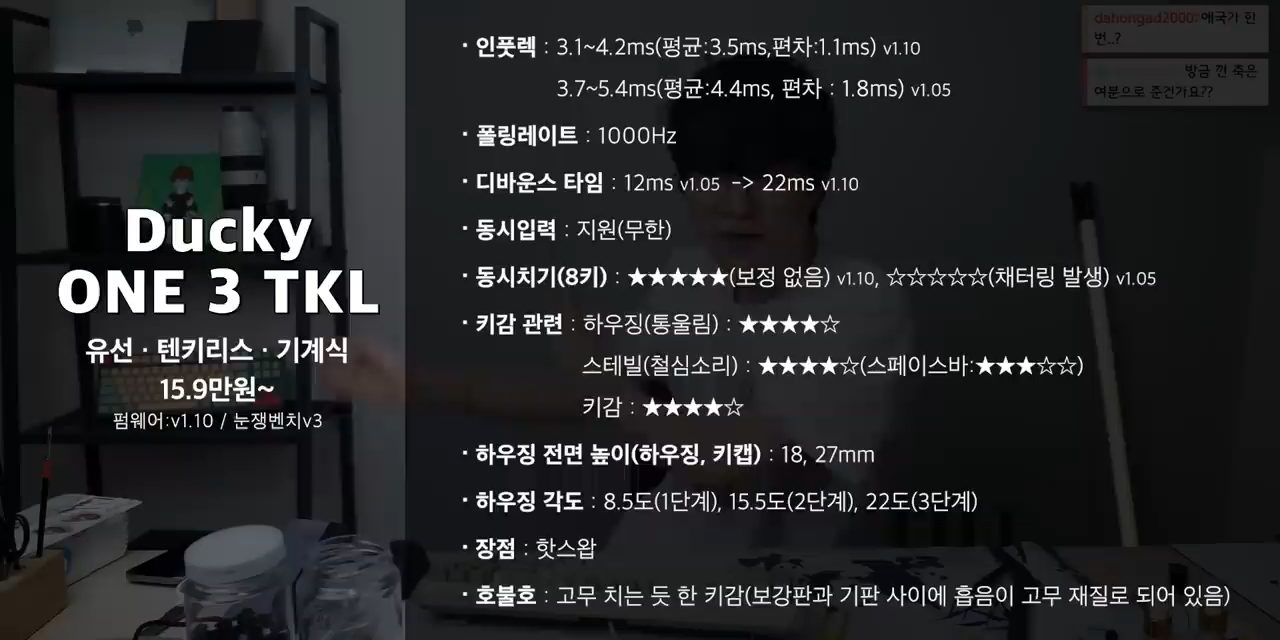 dahongad2000: 애국가 한
번..?
방금 뭔 죽은
여분으로 준건가요??
Ducky
ONE 3 TKL
유선 · 텐키리스 · 기계식
15.9만원~
펌웨어:v1.10 / 눈쟁벤치v3
· 인풋렉 : 3.1~4.2ms(평균:3.5ms,편차:1.1ms) v1.10
3.7~5.4ms(평균:4.4ms, 편차 : 1.8ms) v1.05
· 폴링레이트 : 1000Hz
· 디바운스 타임 : 12ms v1.05 -> 22ms v1.10
· 동시입력 : 지원(무한)
· 동시치기(8키) : ★★★★★(보정 없음) v1.10, ☆☆☆☆☆(채터링 발생) v1.05
· 키감 관련 : 하우징(통울림) : ★★★★☆
스테빌(철심소리) : ★★★★☆(스페이스바:★★★☆☆)
키감 : ★★★★☆
· 하우징 전면 높이(하우징, 키캡) : 18, 27mm
· 하우징 각도 : 8.5도(1단계), 15.5도(2단계), 22도(3단계)
· 장점 : 핫스왑
· 호불호 : 고무 치는 듯 한 키감(보강판과 기판 사이에 흡음이 고무 재질로 되어 있음)